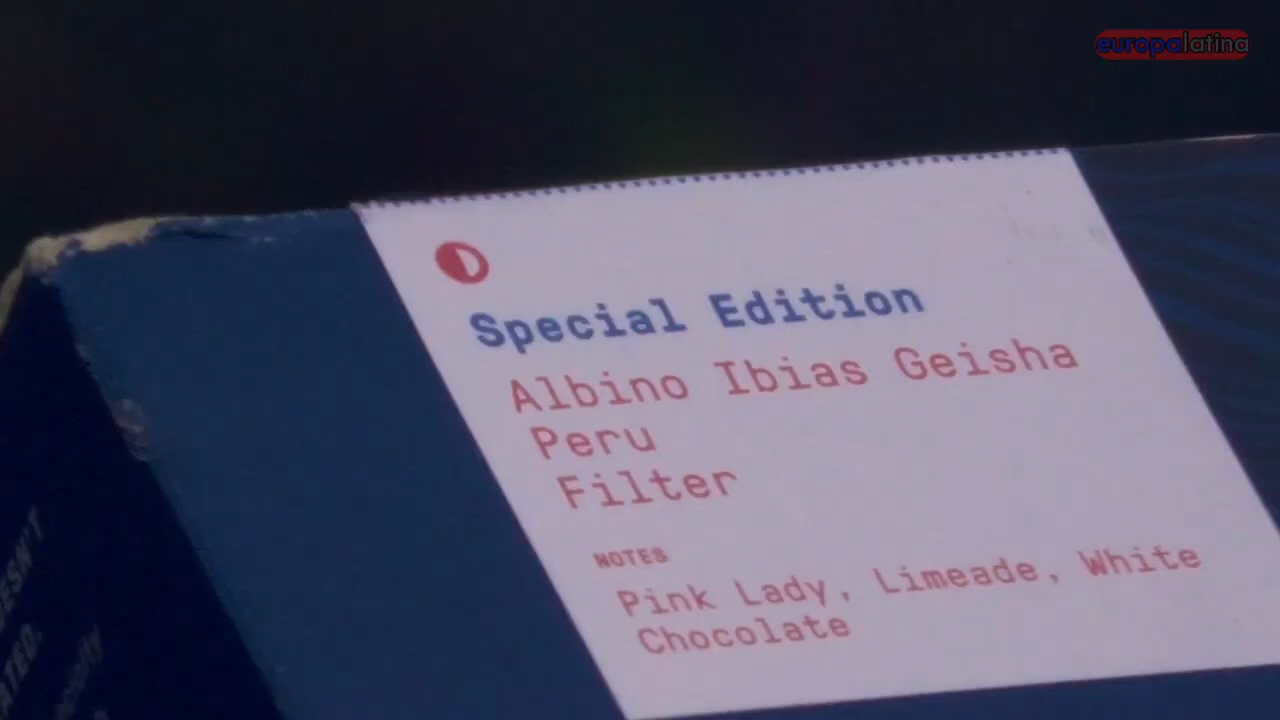 europalatina
Special Edition
Albino Ibias Geisha
Peru
Filter
NOTES
Pink Lady, Limeade, White
Chocolate